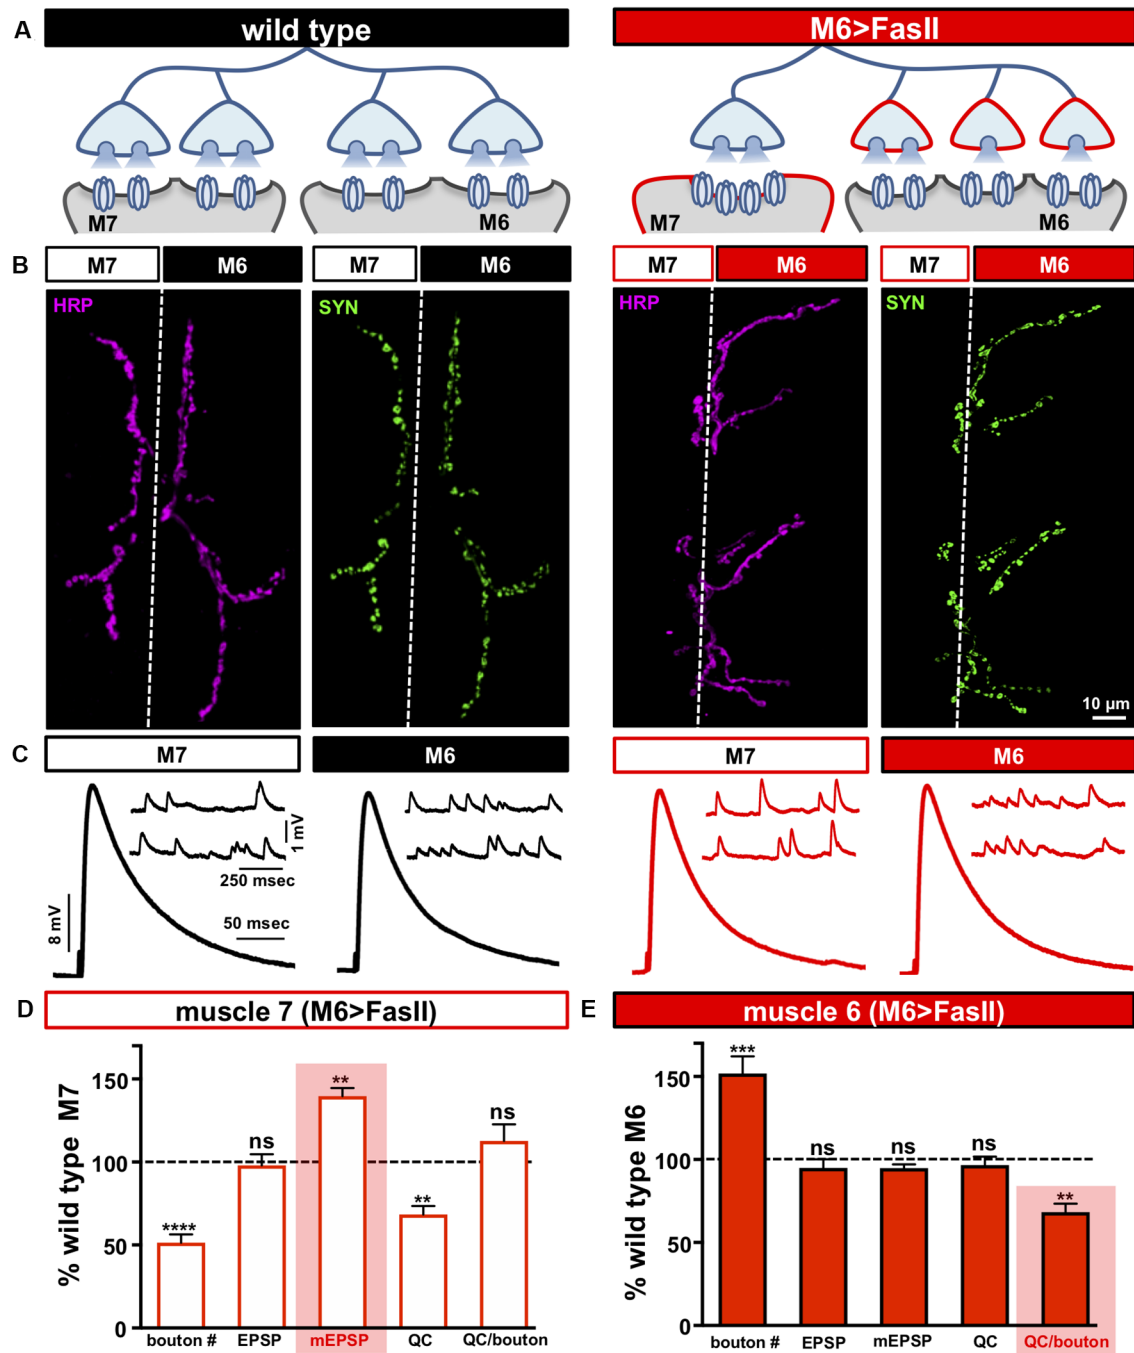 A wild type M6>FasII
M7 M6 M7 M6
B M7 M6 M7 M6 M7 M6 M7 M6
HRP SYN HRP SYN
10 µm
C M7 M6 M7 M6
1 mV
250 msec
8 mV
50 msec
D muscle 7 (M6>FasII)
% wild type M7
150
100
50
0
**** ns ** ** ns
bouton # EPSP mEPSP QC QC/bouton
E muscle 6 (M6>FasII)
% wild type M6
150
100
50
0
*** ns ns ns **
bouton # EPSP mEPSP QC QC/bouton